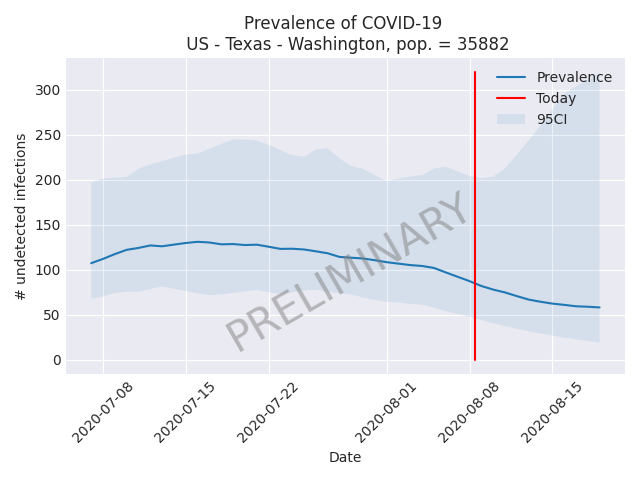 Prevalence of COVID-19
US - Texas - Washington, pop. = 35882
Prevalence
Today
95CI
300
250
200
150
100
50
0
# undetected infections
PRELIMINARY
2020-07-08
2020-07-15
2020-07-22
2020-08-01
2020-08-08
2020-08-15
Date